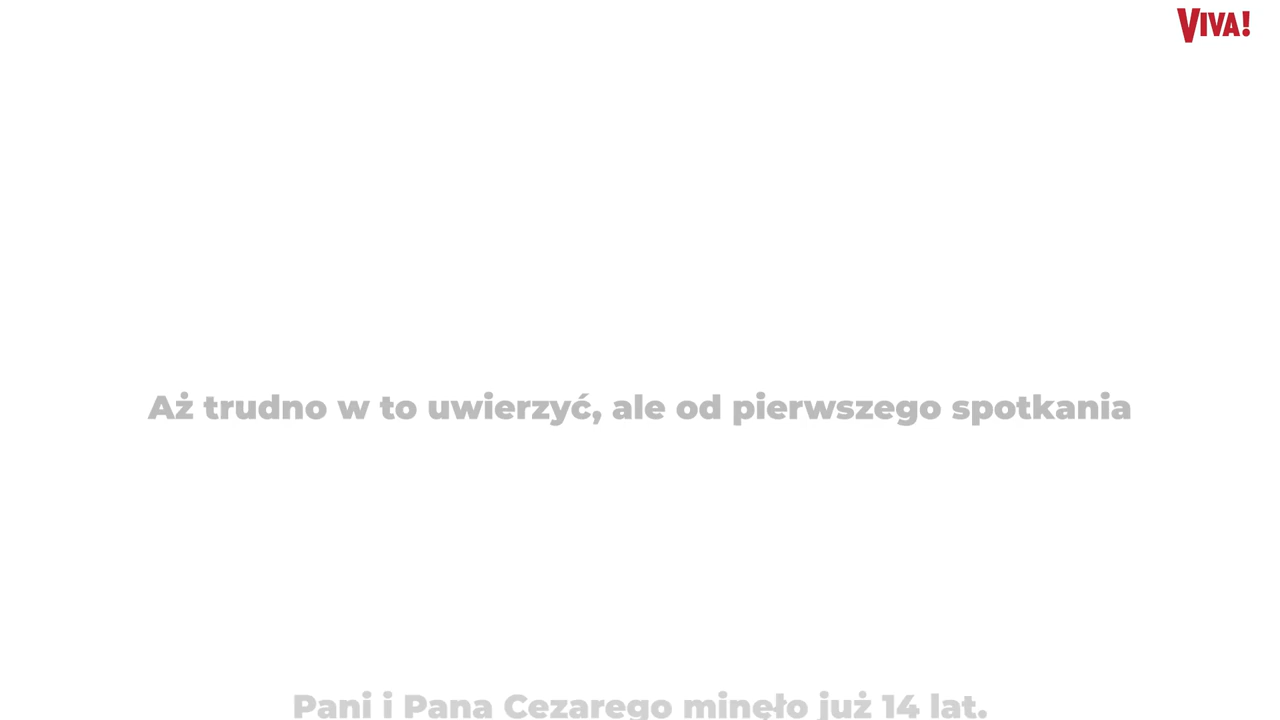 VIVA!
Aż trudno w to uwierzyć, ale od pierwszego spotkania
Pani i Pana Cezarego minęło już 14 lat.